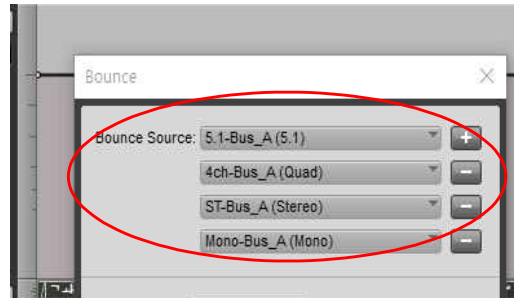 Bounce
Bounce Source: 5.1-Bus_A (5.1)
4ch-Bus_A (Quad)
ST-Bus_A (Stereo)
Mono-Bus_A (Mono)